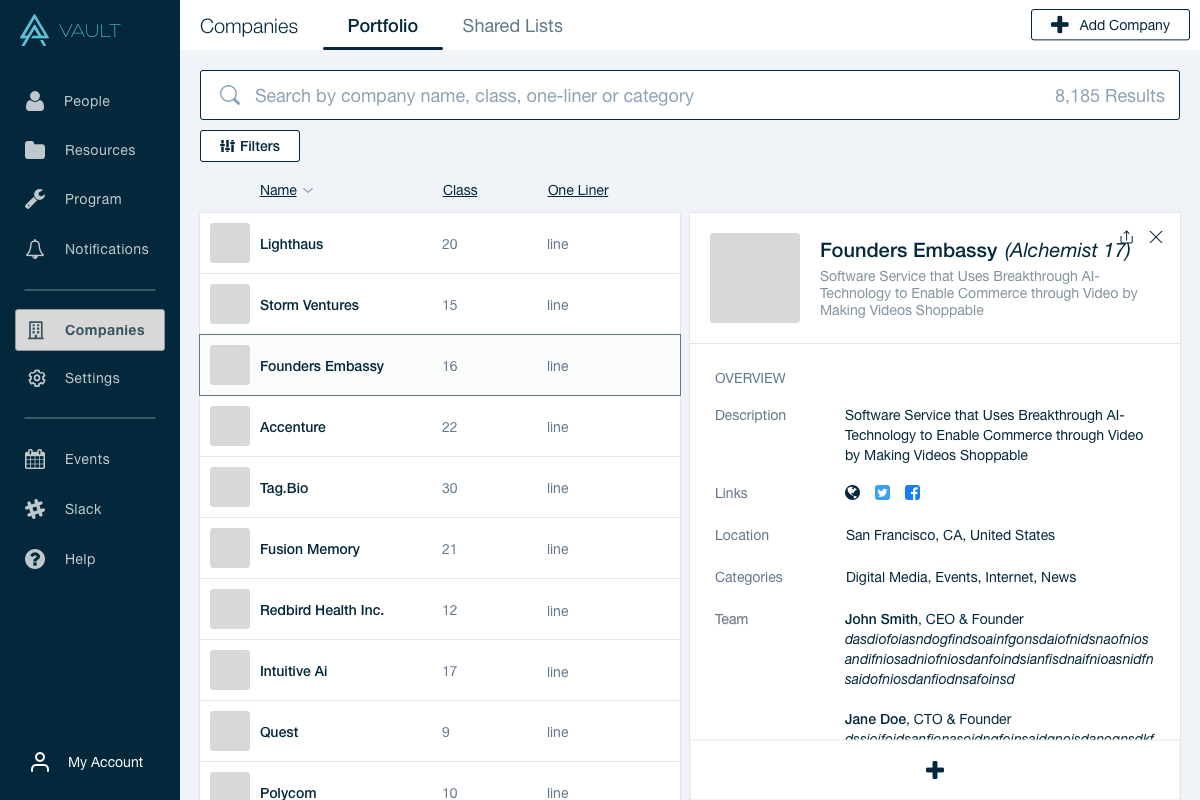 VAULT
People
Resources
Program
Notifications
Companies
Settings
Events
Slack
Help
My Account
Companies
Portfolio
Shared Lists
Add Company
Search by company name, class, one-liner or category
8,185 Results
Filters
Name
Class
One Liner
Lighthaus 20 line
Storm Ventures 15 line
Founders Embassy 16 line
Accenture 22 line
Tag.Bio 30 line
Fusion Memory 21 line
Redbird Health Inc. 12 line
Intuitive Ai 17 line
Quest 9 line
Polycom 10 line
Founders Embassy (Alchemist 17)
Software Service that Uses Breakthrough AI-
Technology to Enable Commerce through Video by
Making Videos Shoppable
OVERVIEW
Description
Software Service that Uses Breakthrough AI-
Technology to Enable Commerce through Video
by Making Videos Shoppable
Links
Location
San Francisco, CA, United States
Categories
Digital Media, Events, Internet, News
Team
John Smith, CEO & Founder
dasdiofoiasndogfindsoainfgonsdaiofnidsnaofnios
andifniosadniofniosdanfoindsianfisdnaifnioasnidfn
saidofniosdanfiodnsafoinsd
Jane Doe, CTO & Founder